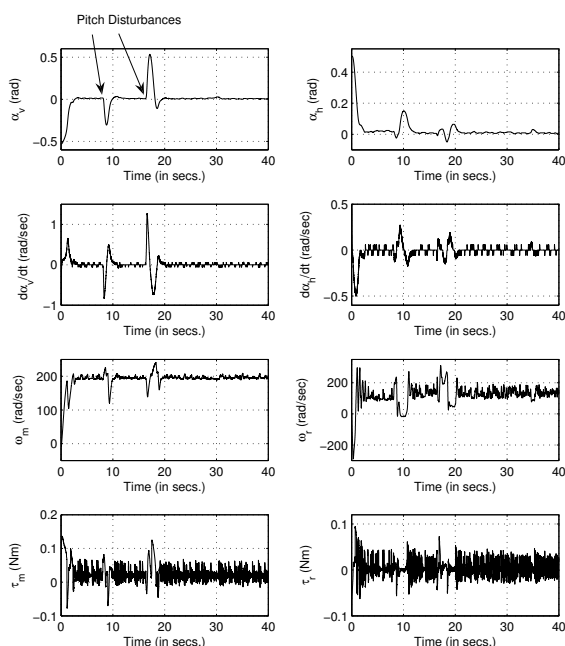 Pitch Disturbances
0.5
0
−0.5
α_v (rad)
0 10 20 30 40
Time (in secs.)
0.4
0.2
0
α_h (rad)
0 10 20 30 40
Time (in secs.)
1
0
−1
dα_v/dt (rad/sec)
0 10 20 30 40
Time (in secs.)
0.5
0
−0.5
dα_h/dt (rad/sec)
0 10 20 30 40
Time (in secs.)
200
100
0
ω_m (rad/sec)
0 10 20 30 40
Time (in secs.)
200
0
−300
ω_r (rad/sec)
0 10 20 30 40
Time (in secs.)
0.2
0.1
0
−0.1
τ_m (Nm)
0 10 20 30 40
Time (in secs.)
0.1
0
−0.1
τ_r (Nm)
0 10 20 30 40
Time (in secs.)